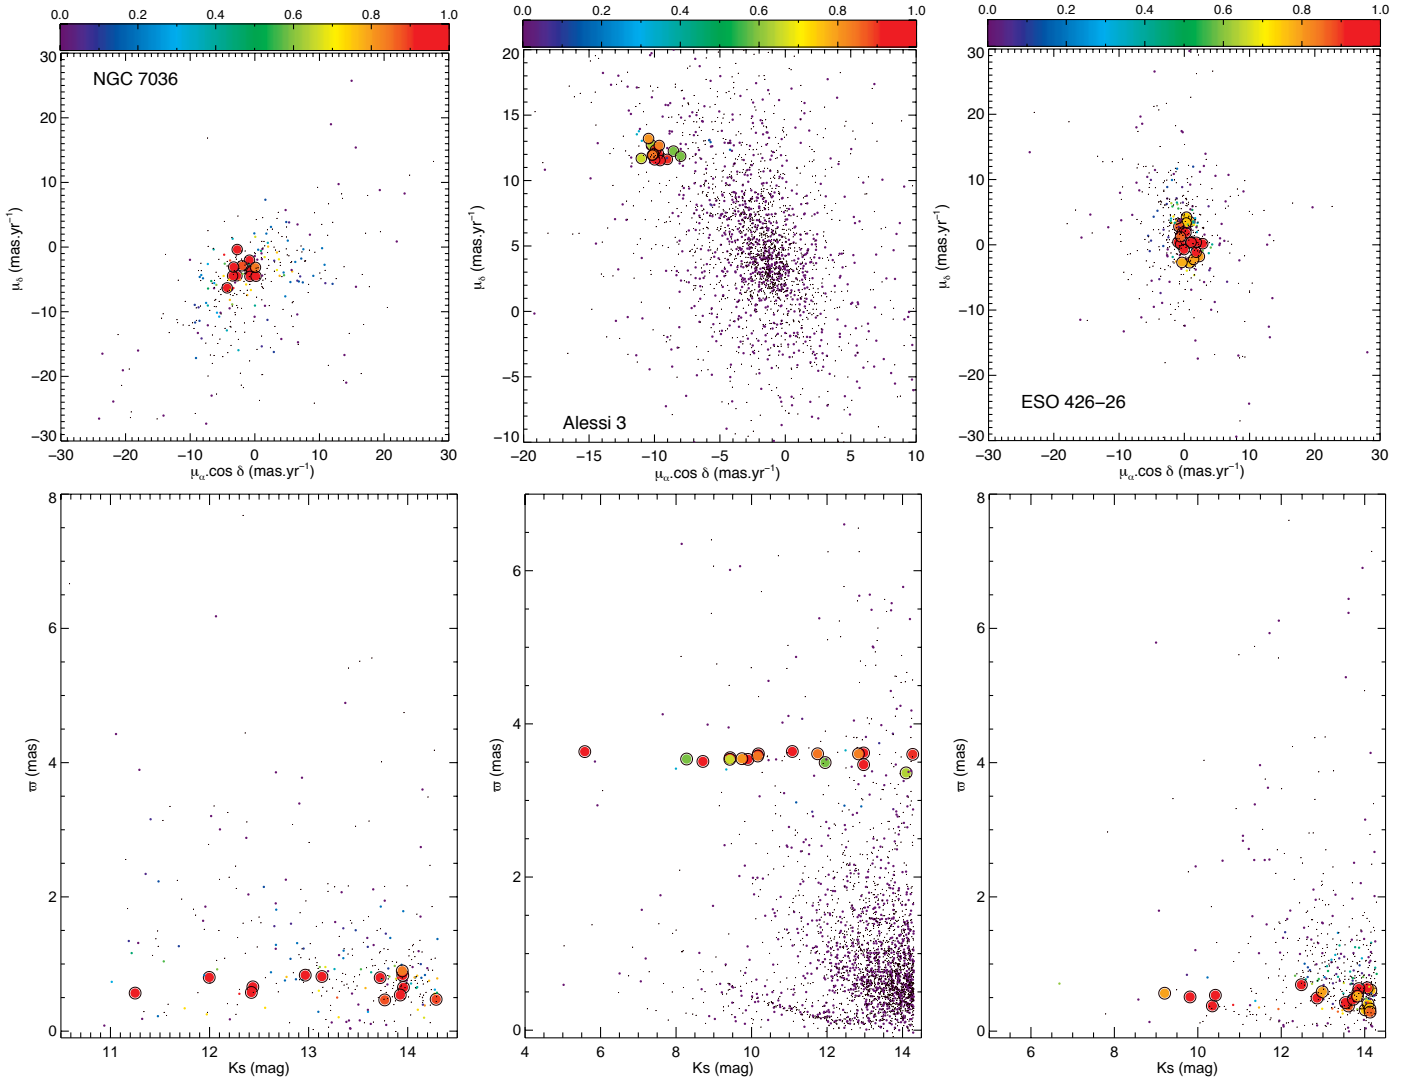 0.0 0.2 0.4 0.6 0.8 1.0
NGC 7036
30
20
10
0
−10
−20
−30
μδ (mas.yr⁻¹)
−30 −20 −10 0 10 20 30
μα.cos δ (mas.yr⁻¹)
0.0 0.2 0.4 0.6 0.8 1.0
20
15
10
5
0
−5
−10
μδ (mas.yr⁻¹)
Alessi 3
−20 −15 −10 −5 0 5 10
μα.cos δ (mas.yr⁻¹)
0.0 0.2 0.4 0.6 0.8 1.0
30
20
10
0
−10
−20
−30
μδ (mas.yr⁻¹)
ESO 426−26
−30 −20 −10 0 10 20 30
μα.cos δ (mas.yr⁻¹)
8
6
4
2
0
ϖ (mas)
11 12 13 14
Ks (mag)
6
4
2
0
ϖ (mas)
4 6 8 10 12 14
Ks (mag)
8
6
4
2
0
ϖ (mas)
6 8 10 12 14
Ks (mag)